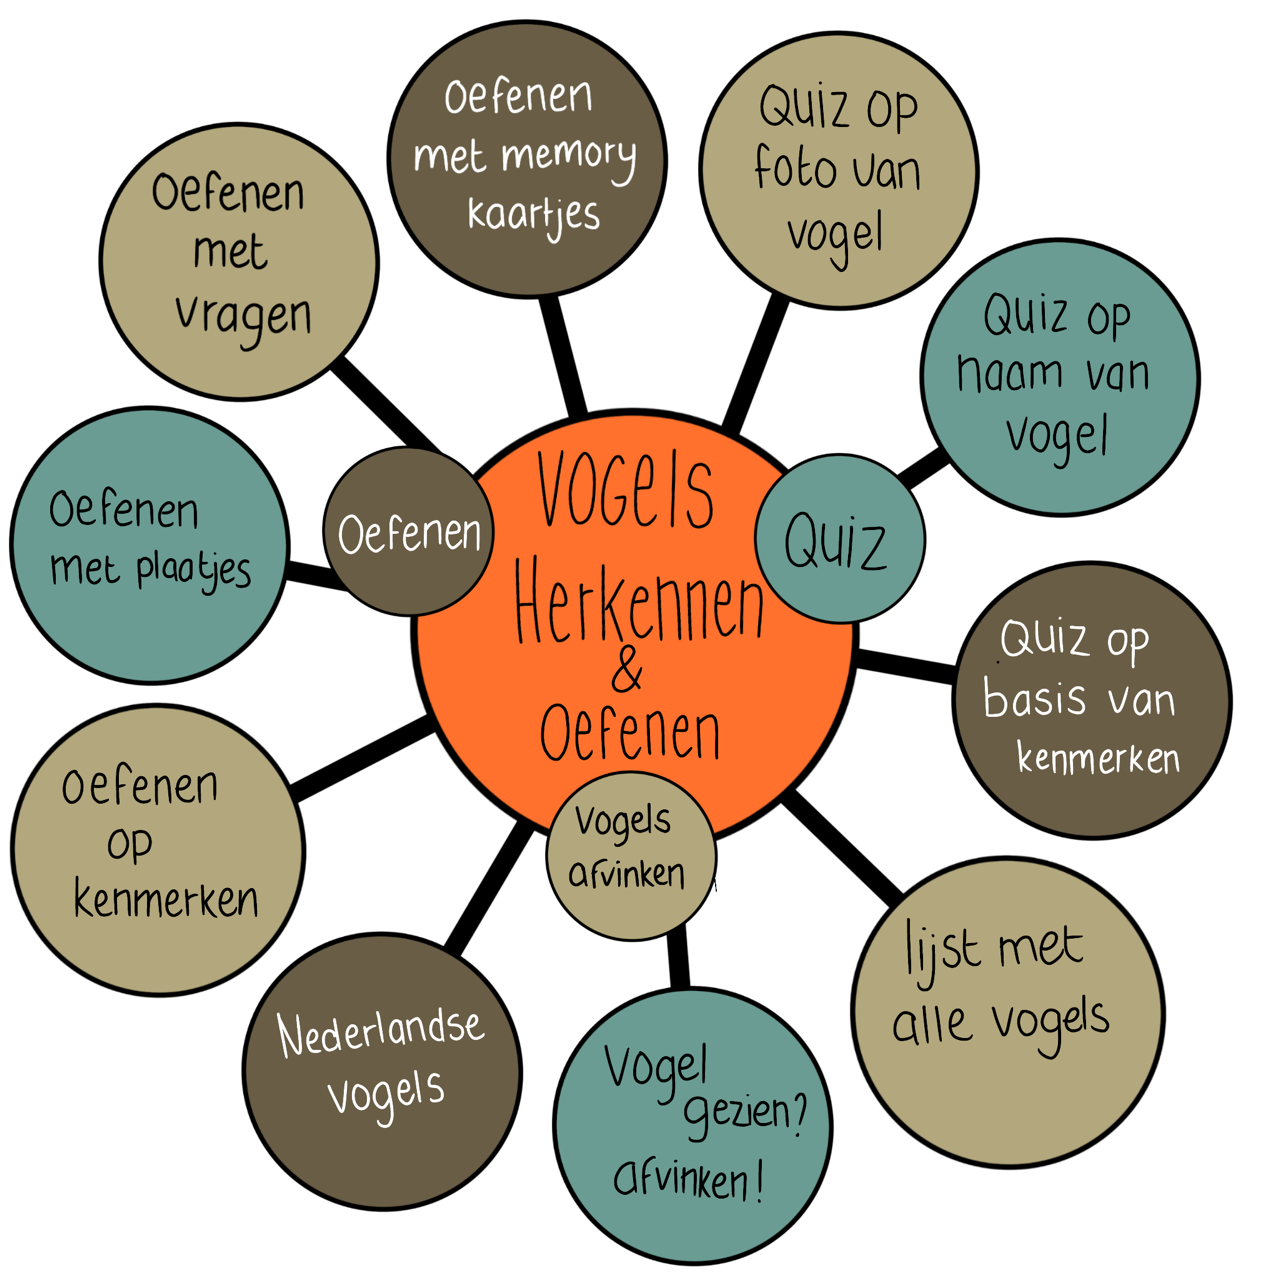 Oefenen
met memory
kaartjes
Quiz op
foto van
vogel
Oefenen
met
vragen
Quiz op
naam van
vogel
Oefenen
met plaatjes
Oefenen
Vogels
Herkennen
&
Oefenen
Quiz
Quiz op
basis van
kenmerken
Oefenen
op
kenmerken
Vogels
afvinken
lijst met
alle vogels
Nederlandse
vogels
Vogel
gezien?
afvinken!